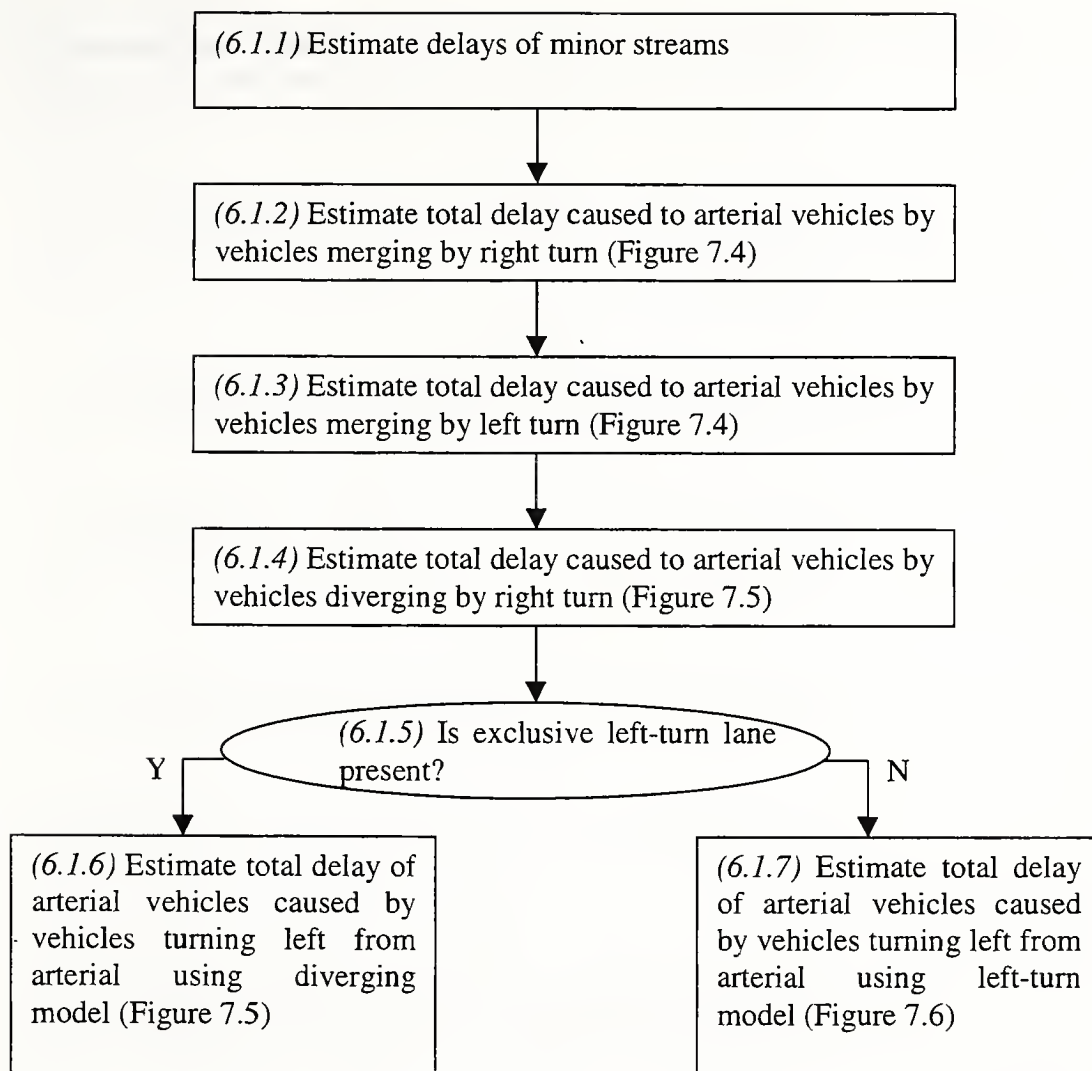 (6.1.1) Estimate delays of minor streams
(6.1.2) Estimate total delay caused to arterial vehicles by
vehicles merging by right turn (Figure 7.4)
(6.1.3) Estimate total delay caused to arterial vehicles by
vehicles merging by left turn (Figure 7.4)
(6.1.4) Estimate total delay caused to arterial vehicles by
vehicles diverging by right turn (Figure 7.5)
(6.1.5) Is exclusive left-turn lane
present?
Y
N
(6.1.6) Estimate total delay of
arterial vehicles caused by
vehicles turning left from
arterial using diverging
model (Figure 7.5)
(6.1.7) Estimate total delay
of arterial vehicles caused
by vehicles turning left from
arterial using left-turn
model (Figure 7.6)